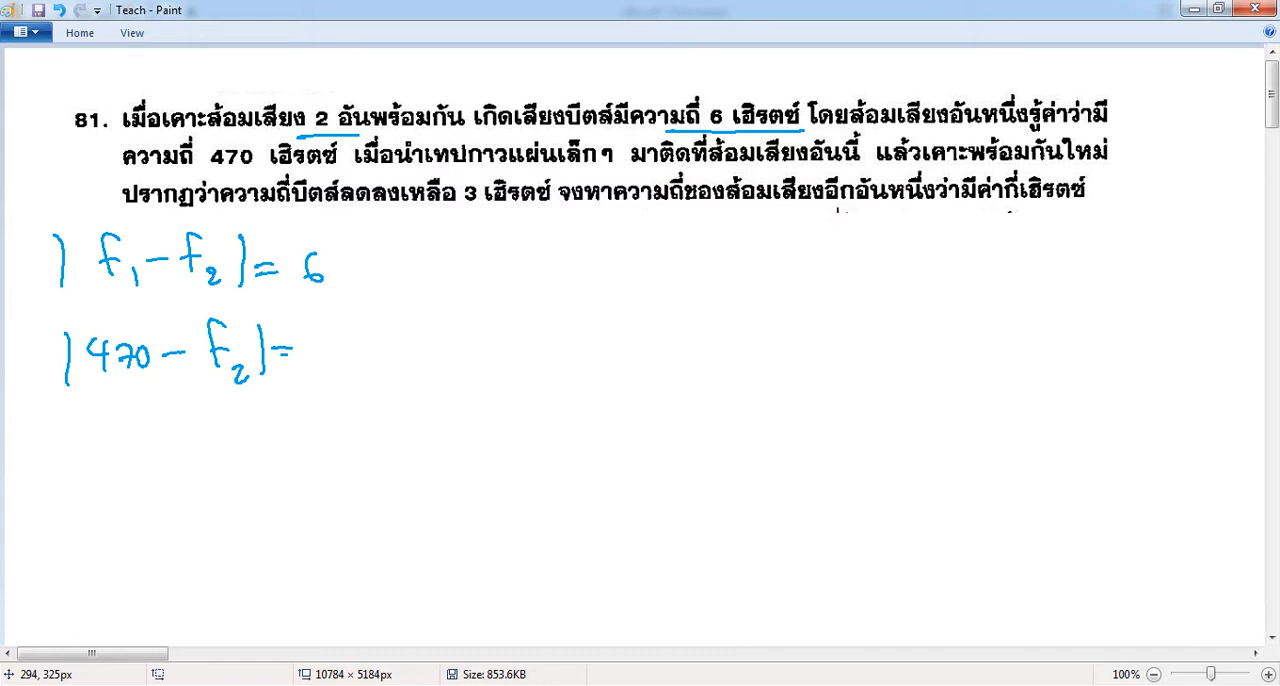 Teach - Paint
Home View
81. เมื่อเคาะส้อมเสียง 2 อันพร้อมกัน เกิดเสียงบีตส์มีความถี่ 6 เฮิรตซ์ โดยส้อมเสียงอันหนึ่งรู้ค่าว่ามี
ความถี่ 470 เฮิรตซ์ เมื่อนำเทปกาวแผ่นเล็กๆ มาติดที่ส้อมเสียงอันนี้ แล้วเคาะพร้อมกันใหม่
ปรากฏว่าความถี่บีตส์ลดลงเหลือ 3 เฮิรตซ์ จงหาความถี่ของส้อมเสียงอีกอันหนึ่งว่ามีค่ากี่เฮิรตซ์
| f₁ - f₂ | = 6
| 470 - f₂ | =
294, 325px 10784 × 5184px Size: 853.6KB 100%